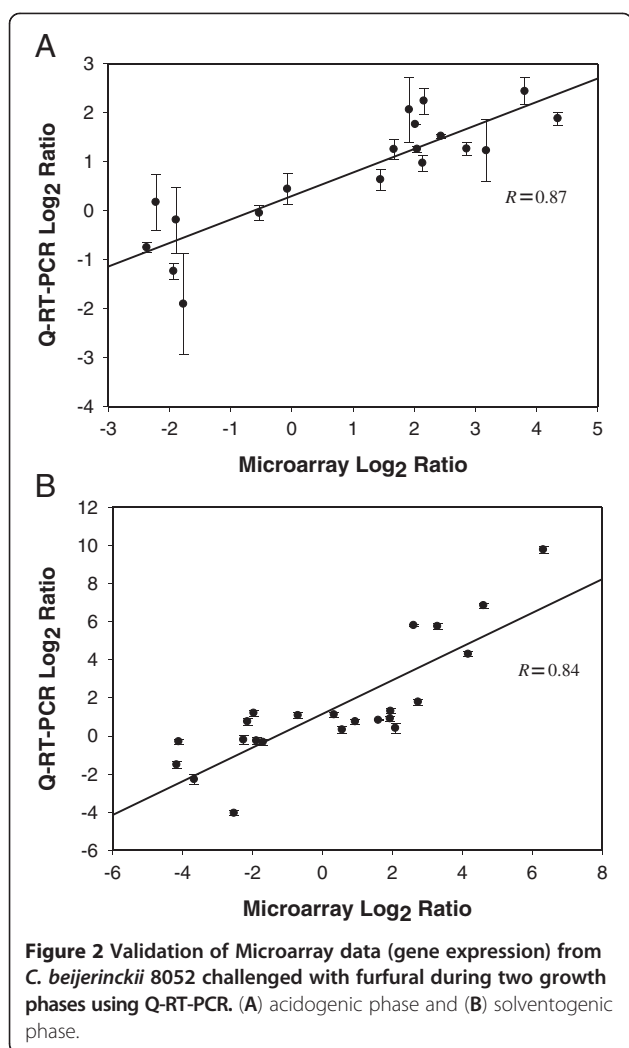 A
3
2
1
0
-1
-2
-3
-4
Q-RT-PCR Log2 Ratio
R=0.87
-3 -2 -1 0 1 2 3 4 5
Microarray Log2 Ratio
B
12
10
8
6
4
2
0
-2
-4
-6
Q-RT-PCR Log2 Ratio
R=0.84
-6 -4 -2 0 2 4 6 8
Microarray Log2 Ratio
Figure 2 Validation of Microarray data (gene expression) from
C. beijerinckii 8052 challenged with furfural during two growth
phases using Q-RT-PCR. (A) acidogenic phase and (B) solventogenic
phase.